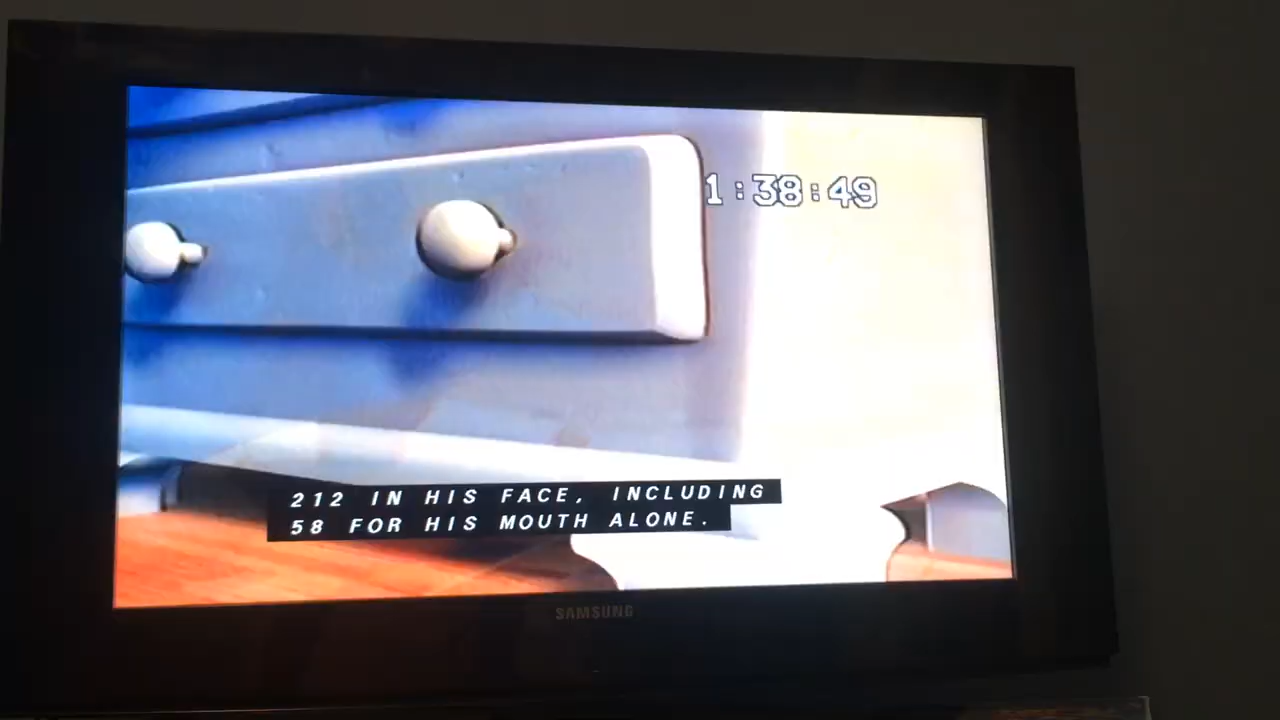 1:38:49
212 IN HIS FACE, INCLUDING
58 FOR HIS MOUTH ALONE.
SAMSUNG